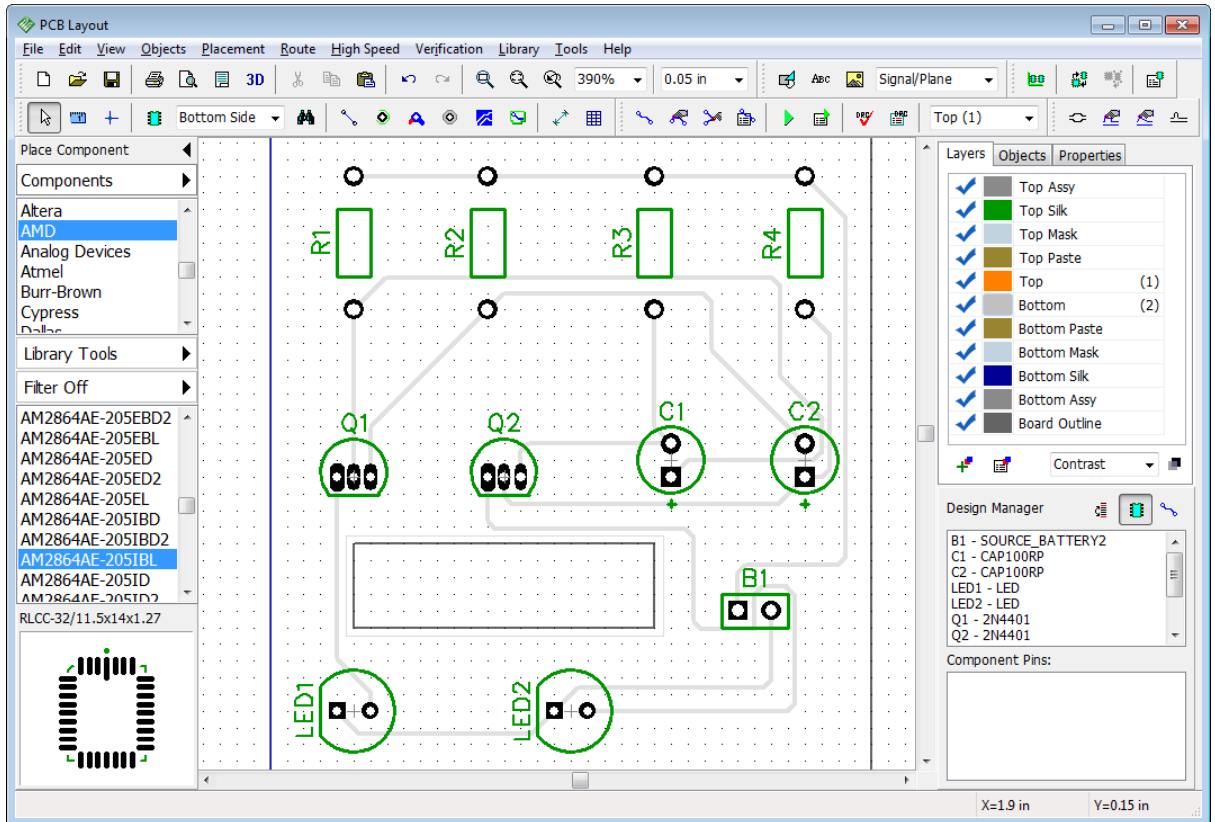 PCB Layout
File Edit View Objects Placement Route High Speed Verification Library Tools Help
3D 390% 0.05 in ABC Signal/Plane
Bottom Side DRC DRC Top (1)
Place Component
Components
Altera
AMD
Analog Devices
Atmel
Burr-Brown
Cypress
Dallas
Library Tools
Filter Off
AM2864AE-205EBD2
AM2864AE-205EBL
AM2864AE-205ED
AM2864AE-205ED2
AM2864AE-205EL
AM2864AE-205IBD
AM2864AE-205IBD2
AM2864AE-205IBL
AM2864AE-205ID
AM2864AE-205ID2
RLCC-32/11.5x14x1.27
R1 R2 R3 R4
Q1 Q2 C1 C2
B1
LED1 LED2
Layers Objects Properties
Top Assy
Top Silk
Top Mask
Top Paste
Top (1)
Bottom (2)
Bottom Paste
Bottom Mask
Bottom Silk
Bottom Assy
Board Outline
Contrast
Design Manager
B1 - SOURCE_BATTERY2
C1 - CAP100RP
C2 - CAP100RP
LED1 - LED
LED2 - LED
Q1 - 2N4401
Q2 - 2N4401
Component Pins:
X=1.9 in Y=0.15 in